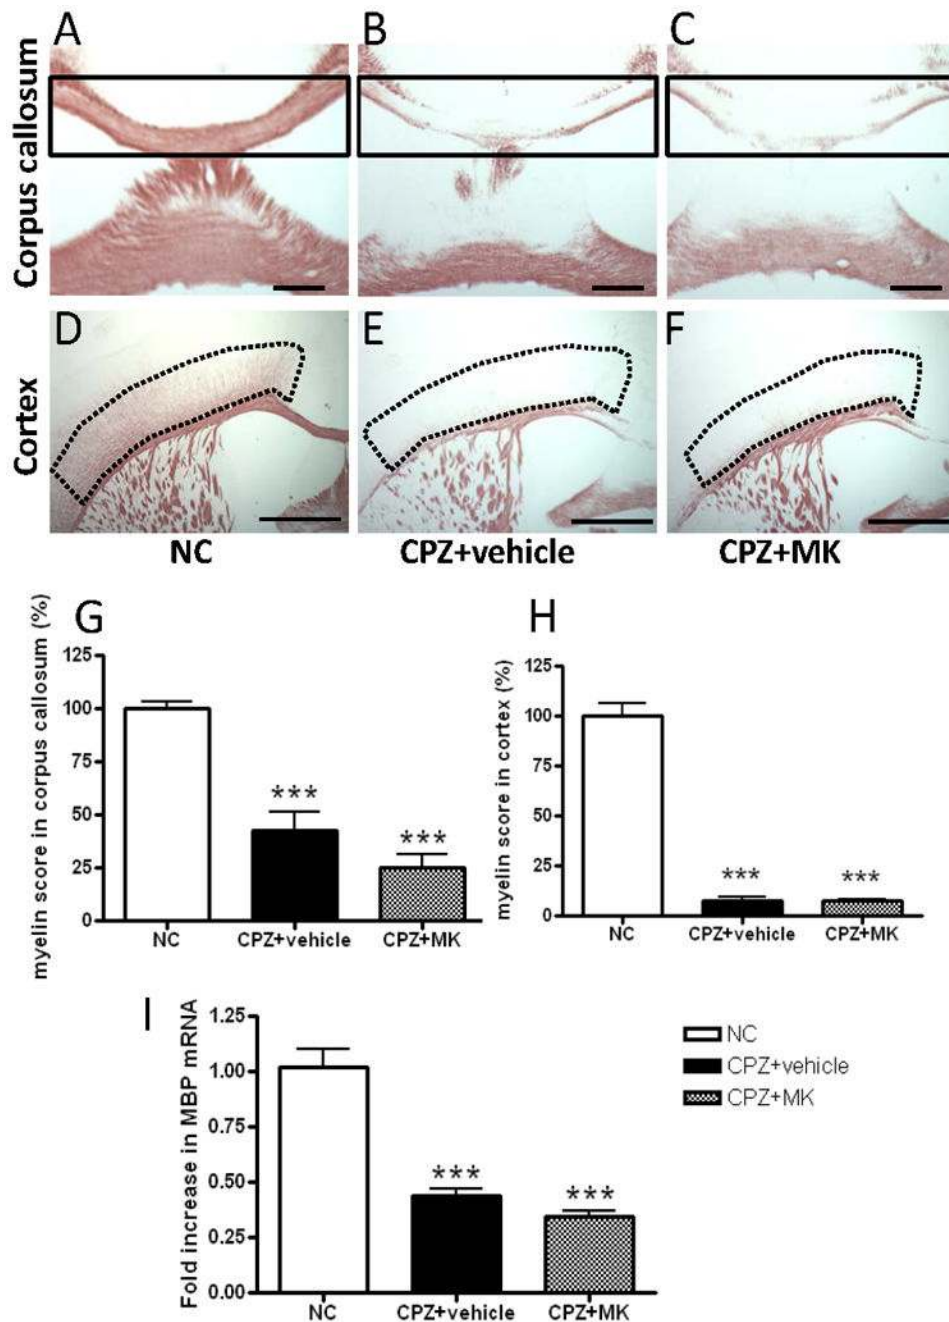 A
B
C
Corpus callosum
D
E
F
Cortex
NC
CPZ+vehicle
CPZ+MK
G
myelin score in corpus callosum (%)
125
100
75
50
25
0
***
***
NC
CPZ+vehicle
CPZ+MK
H
myelin score in cortex (%)
125
100
75
50
25
0
***
***
NC
CPZ+vehicle
CPZ+MK
I
Fold increase in MBP mRNA
1.25
1.00
0.75
0.50
0.25
0.00
***
***
NC
CPZ+vehicle
CPZ+MK
NC
CPZ+vehicle
CPZ+MK